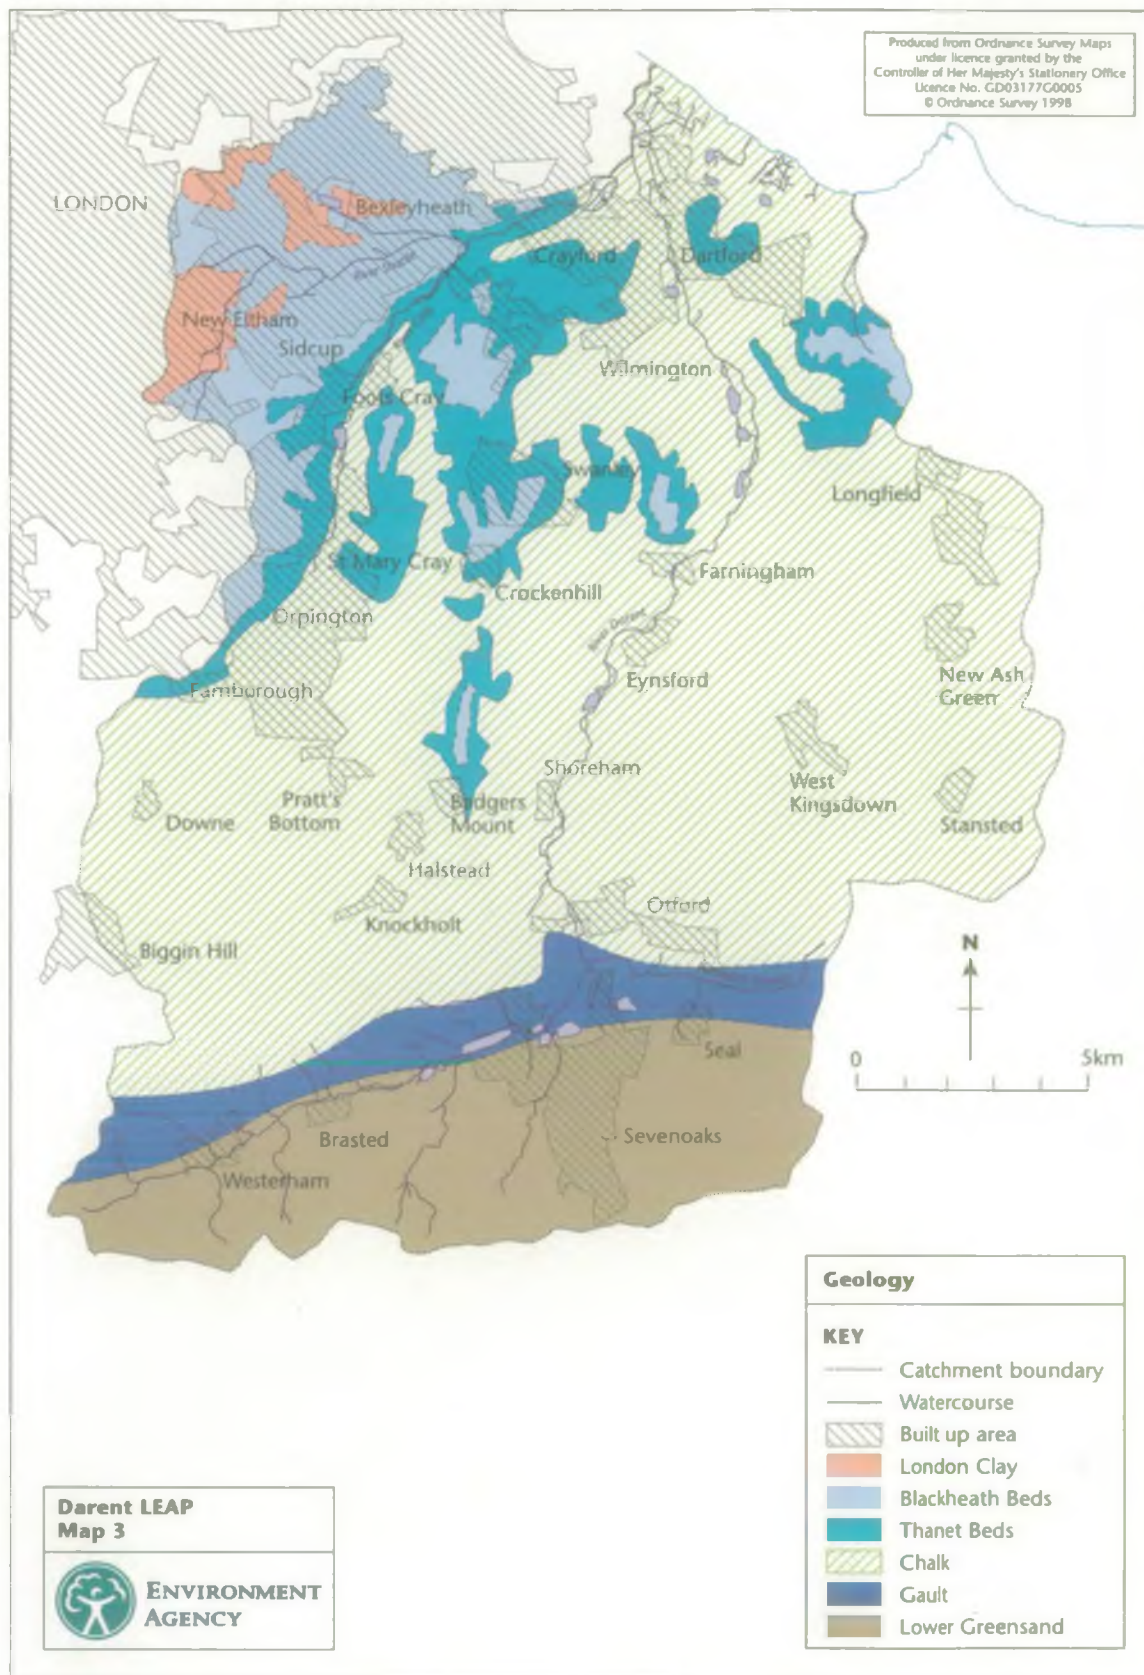 Produced from Ordnance Survey Maps
under licence granted by the
Controller of Her Majesty's Stationery Office
Licence No. GD03177G0005
© Ordnance Survey 1998
LONDON
Bexleyheath
River Shuttle
Crayford
Dartford
New Eltham
Sidcup
Wilmington
Foots Cray
Swanley
Longfield
St Mary Cray
Farningham
Crockenhill
Orpington
River Darent
Eynsford
New Ash
Green
Farnborough
Shoreham
West
Kingsdown
Pratt's
Bottom
Badgers
Mount
Downe
Stansted
Halstead
Otford
Knockholt
Biggin Hill
N
Seal
0 5km
Brasted
Sevenoaks
Westerham
Geology
KEY
Catchment boundary
Watercourse
Built up area
London Clay
Blackheath Beds
Thanet Beds
Chalk
Gault
Lower Greensand
Darent LEAP
Map 3
ENVIRONMENT
AGENCY